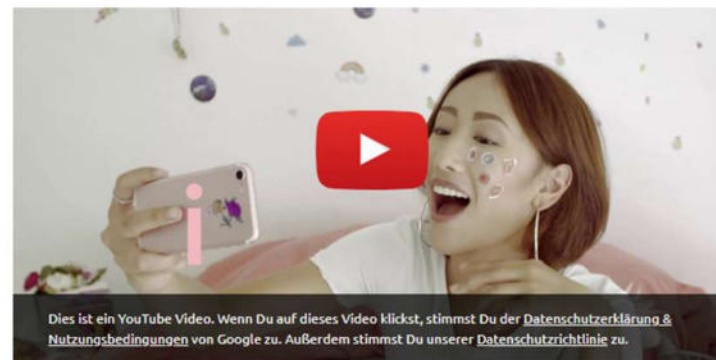 i
Dies ist ein YouTube Video. Wenn Du auf dieses Video klickst, stimmst Du der Datenschutzerklärung &
Nutzungsbedingungen von Google zu. Außerdem stimmst Du unserer Datenschutzrichtlinie zu.